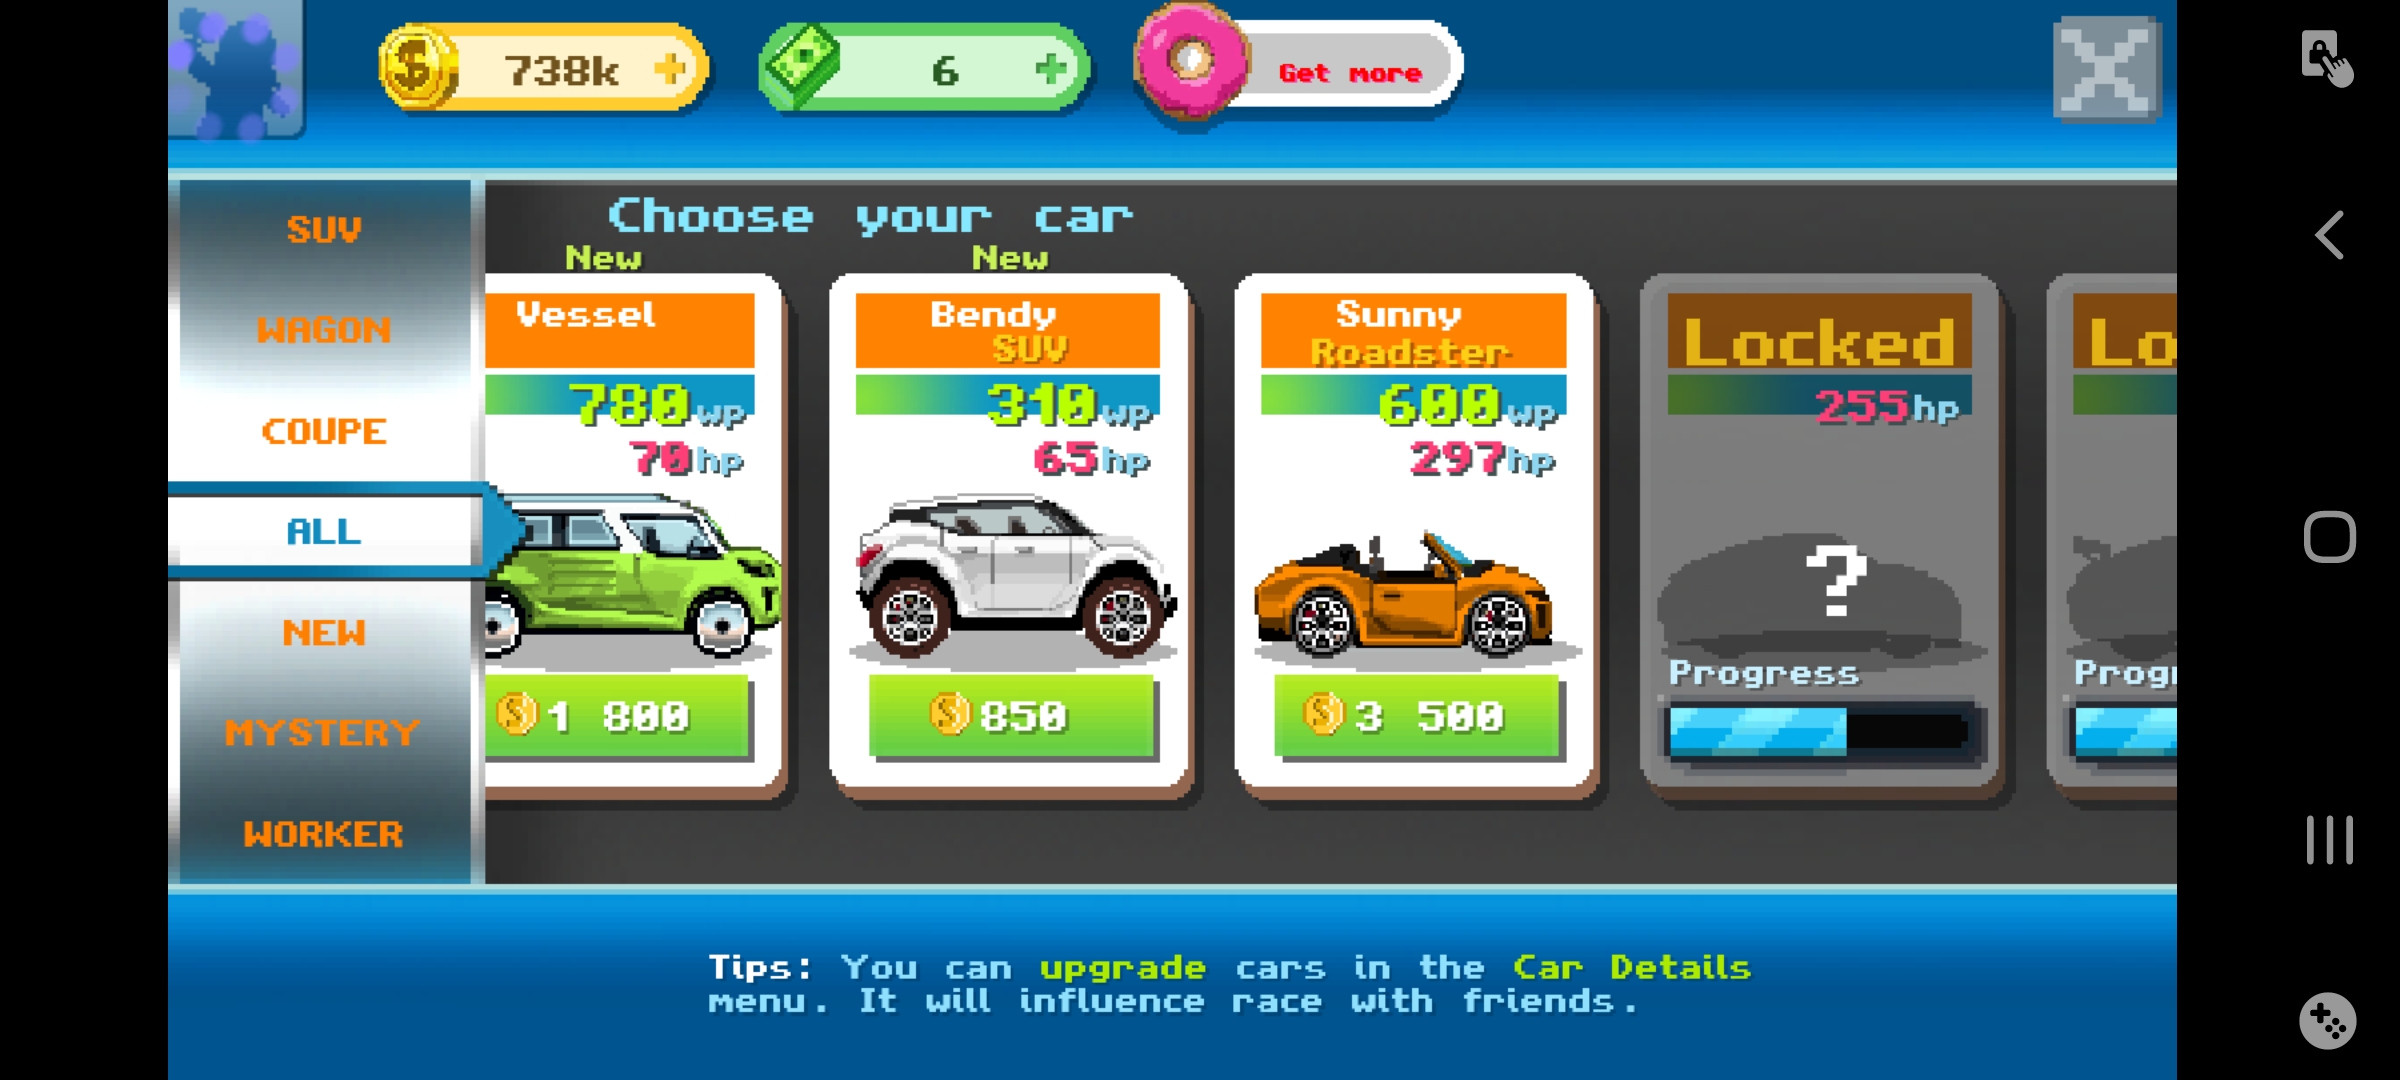 738k
6
Get more
SUV
WAGON
COUPE
ALL
NEW
MYSTERY
WORKER
Choose your car
New
Vessel
780wp
70hp
1 800
New
Bendy
SUV
310wp
65hp
850
Sunny
Roadster
600wp
297hp
3 500
Locked
255hp
?
Progress
Lo
Prog
Tips: You can upgrade cars in the Car Details
menu. It will influence race with friends.